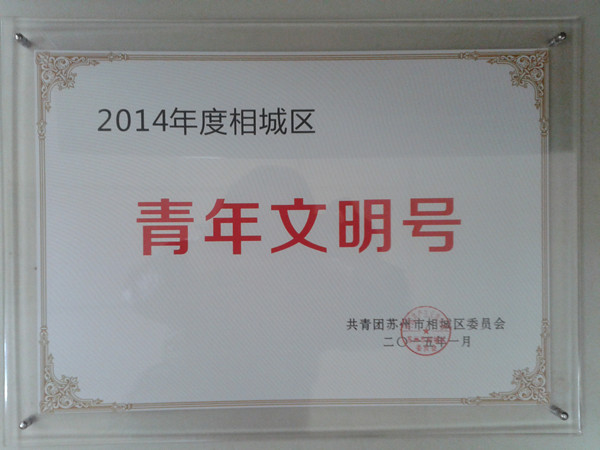 2014年度相城区
青年文明号
共青团苏州市相城区委员会
二〇一五年一月